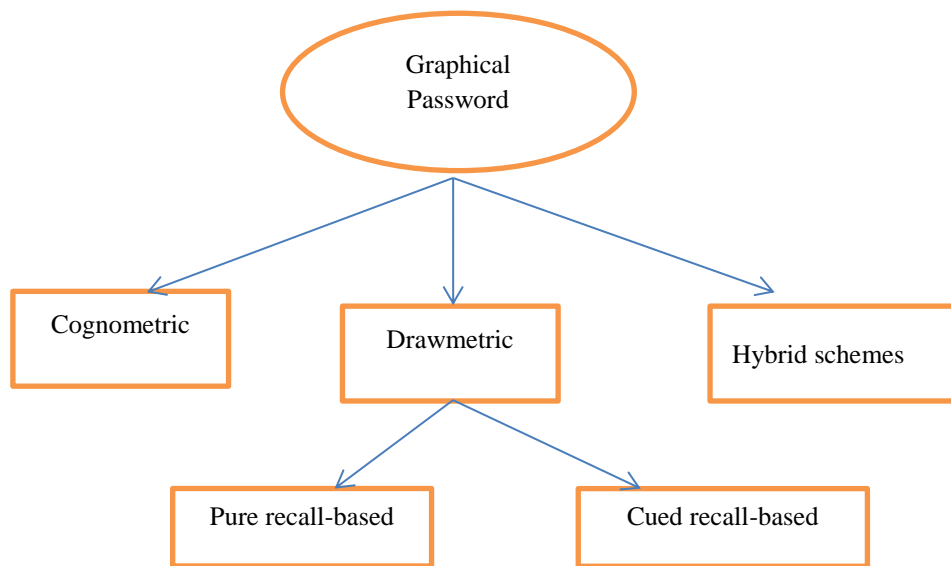 Graphical
Password
Cognometric
Drawmetric
Hybrid schemes
Pure recall-based
Cued recall-based